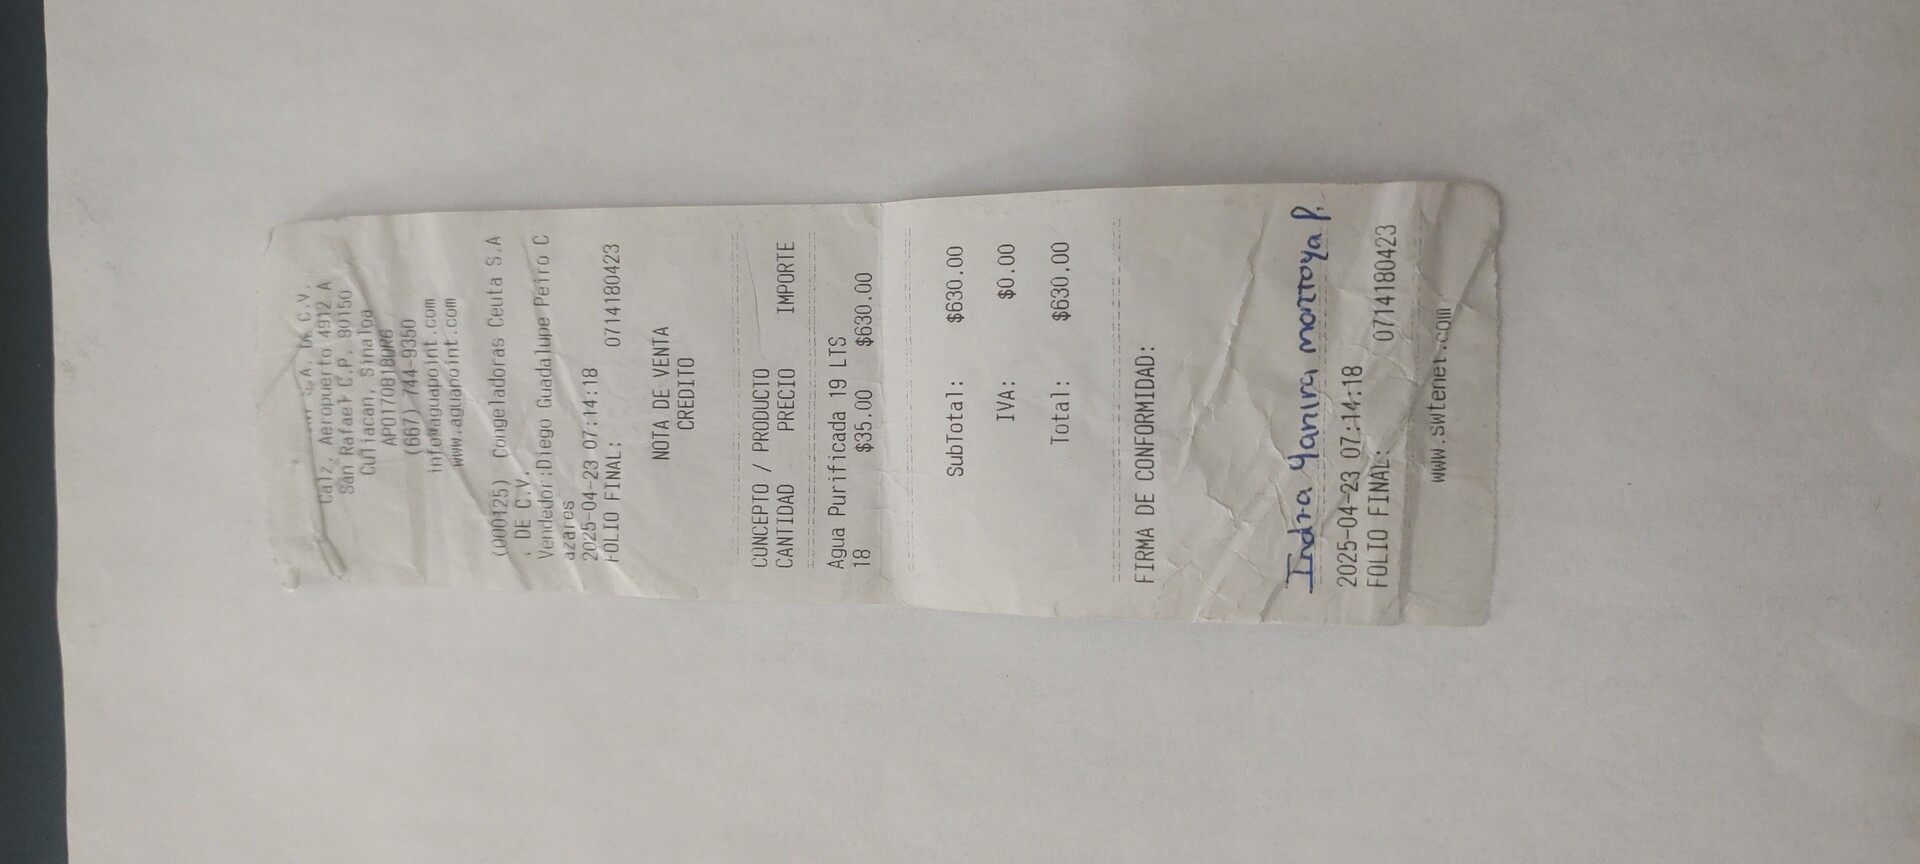 S.A. DE C.V.
Calz. Aeropuerto 4912 A
San Rafael C.P. 80150
Culiacan, Sinaloa
(667) 744-9350
info@aguapoint.com
www.aguapoint.com
(000125) Congeladoras Ceuta S.A
. DE C.V.
Vendedor:Diego Guadalupe Peiro C
azares
2025-04-23 07:14:18
FOLIO FINAL: 0714180423
NOTA DE VENTA
CREDITO
CONCEPTO / PRODUCTO
CANTIDAD PRECIO IMPORTE
Agua Purificada 19 LTS
18 $35.00 $630.00
SubTotal: $630.00
IVA: $0.00
Total: $630.00
FIRMA DE CONFORMIDAD:
Indra Yanira Montoya P.
2025-04-23 07:14:18
FOLIO FINAL: 0714180423
www.swtenet.com